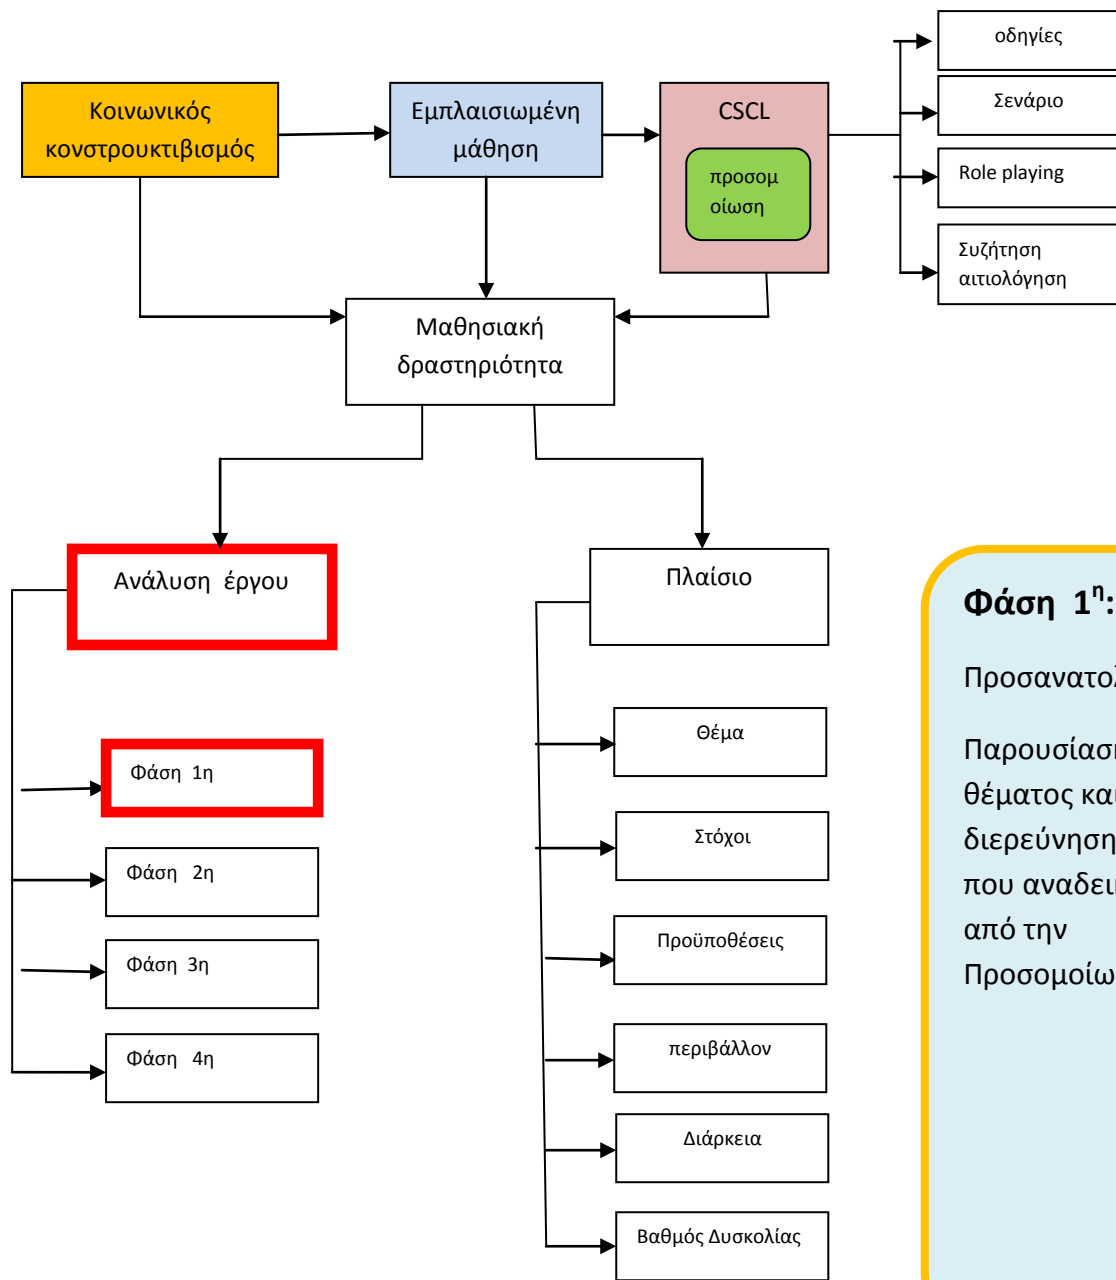 οδηγίες
Κοινωνικός
κονστρουκτιβισμός
Εμπλαισιωμένη
μάθηση
CSCL
προσομ
οίωση
Σενάριο
Role playing
Συζήτηση
αιτιολόγηση
Μαθησιακή
δραστηριότητα
Ανάλυση έργου
Φάση 1η
Φάση 2η
Φάση 3η
Φάση 4η
Πλαίσιο
Θέμα
Στόχοι
Προϋποθέσεις
περιβάλλον
Διάρκεια
Βαθμός Δυσκολίας
Φάση 1η:
θέματος
από την